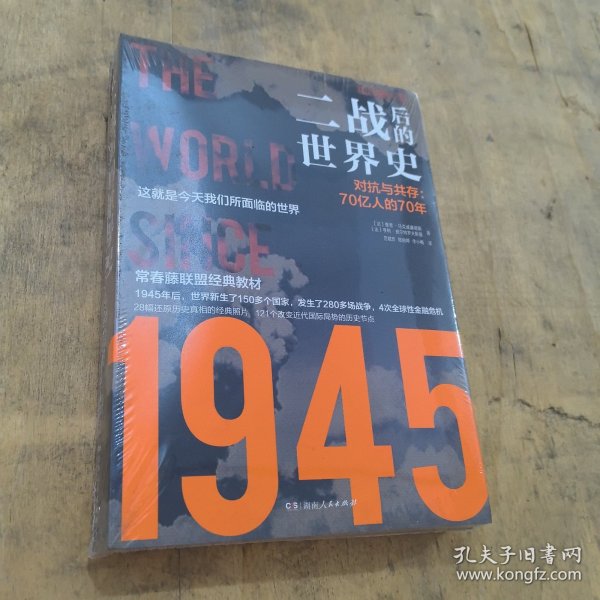 THE
WORLD
SINCE
1945
二战后的
世界史
对抗与共存:
70亿人的70年
这就是今天我们所面临的世界
常春藤联盟经典教材
1945年后,世界新生了150多个国家,发生了280多场战争,4次全球性金融危机
28幅还原历史真相的经典照片,121个改变近代国际局势的历史节点
CS 湖南人民出版社
孔夫子旧书网
www.kongfz.com